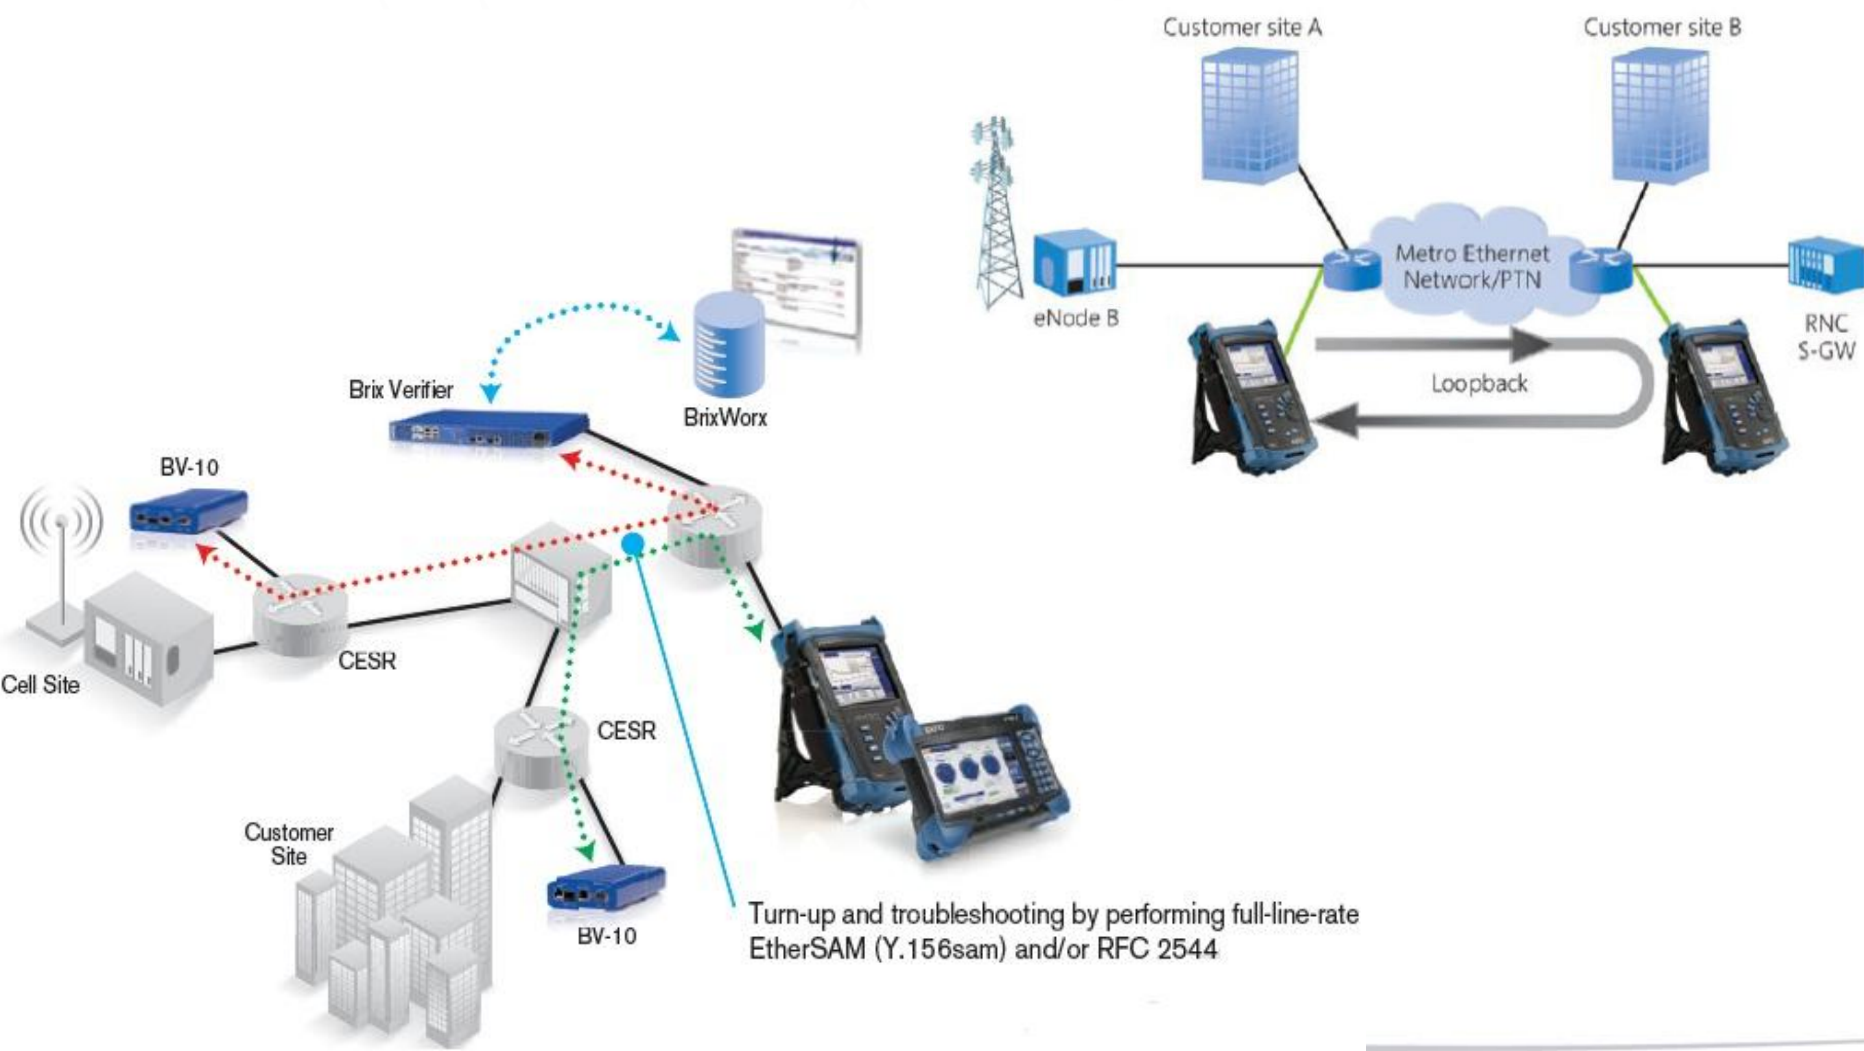 Customer site A
Customer site B
Metro Ethernet
Network/PTN
eNode B
RNC
S-GW
Loopback
Brix Verifier
BrixWorx
BV-10
CESR
Cell Site
CESR
Customer
Site
BV-10
Turn-up and troubleshooting by performing full-line-rate
EtherSAM (Y.156sam) and/or RFC 2544